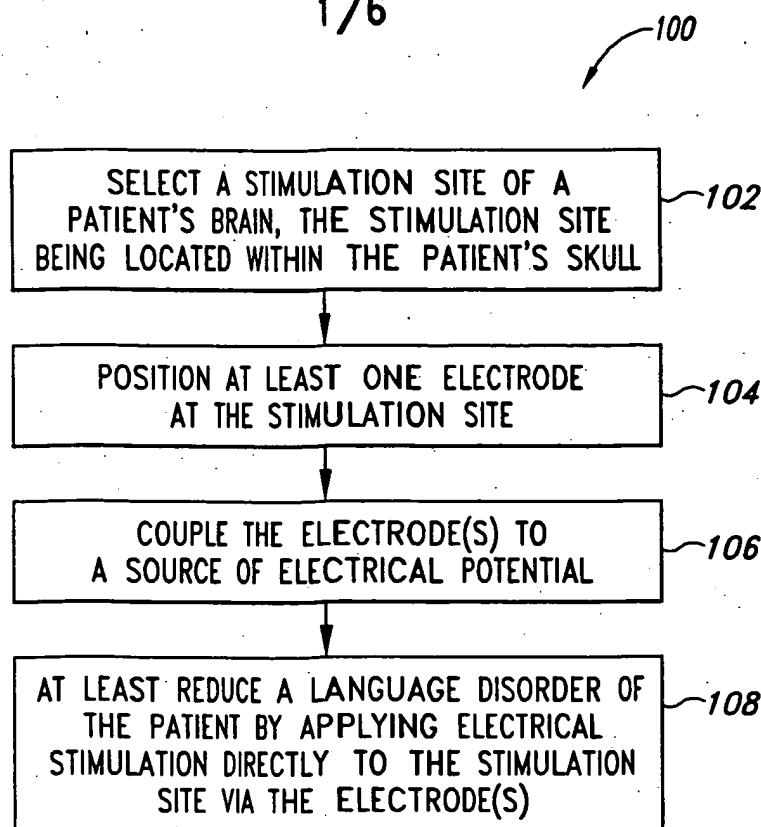 1/6
100
SELECT A STIMULATION SITE OF A
PATIENT'S BRAIN, THE STIMULATION SITE
BEING LOCATED WITHIN THE PATIENT'S SKULL
102
POSITION AT LEAST ONE ELECTRODE
AT THE STIMULATION SITE
104
COUPLE THE ELECTRODE(S) TO
A SOURCE OF ELECTRICAL POTENTIAL
106
AT LEAST REDUCE A LANGUAGE DISORDER OF
THE PATIENT BY APPLYING ELECTRICAL
STIMULATION DIRECTLY TO THE STIMULATION
SITE VIA THE ELECTRODE(S)
108